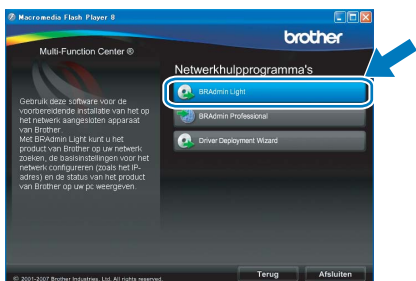 Macromedia Flash Player 8
brother
Multi-Function Center ®
Netwerkhulpprogramma's
BRAdmin Light
BRAdmin Professional
Driver Deployment Wizard
Gebruik deze software voor de
voorbereidende installatie van het op
het netwerk aangesloten apparaat
van Brother.
Met BRAdmin Light kunt u het
product van Brother op uw netwerk
zoeken, de basisinstellingen voor het
netwerk configureren (zoals het IP-
adres) en de status van het product
van Brother op uw pc weergeven.
© 2001-2007 Brother Industries, Ltd. All rights reserved.
Terug
Afsluiten